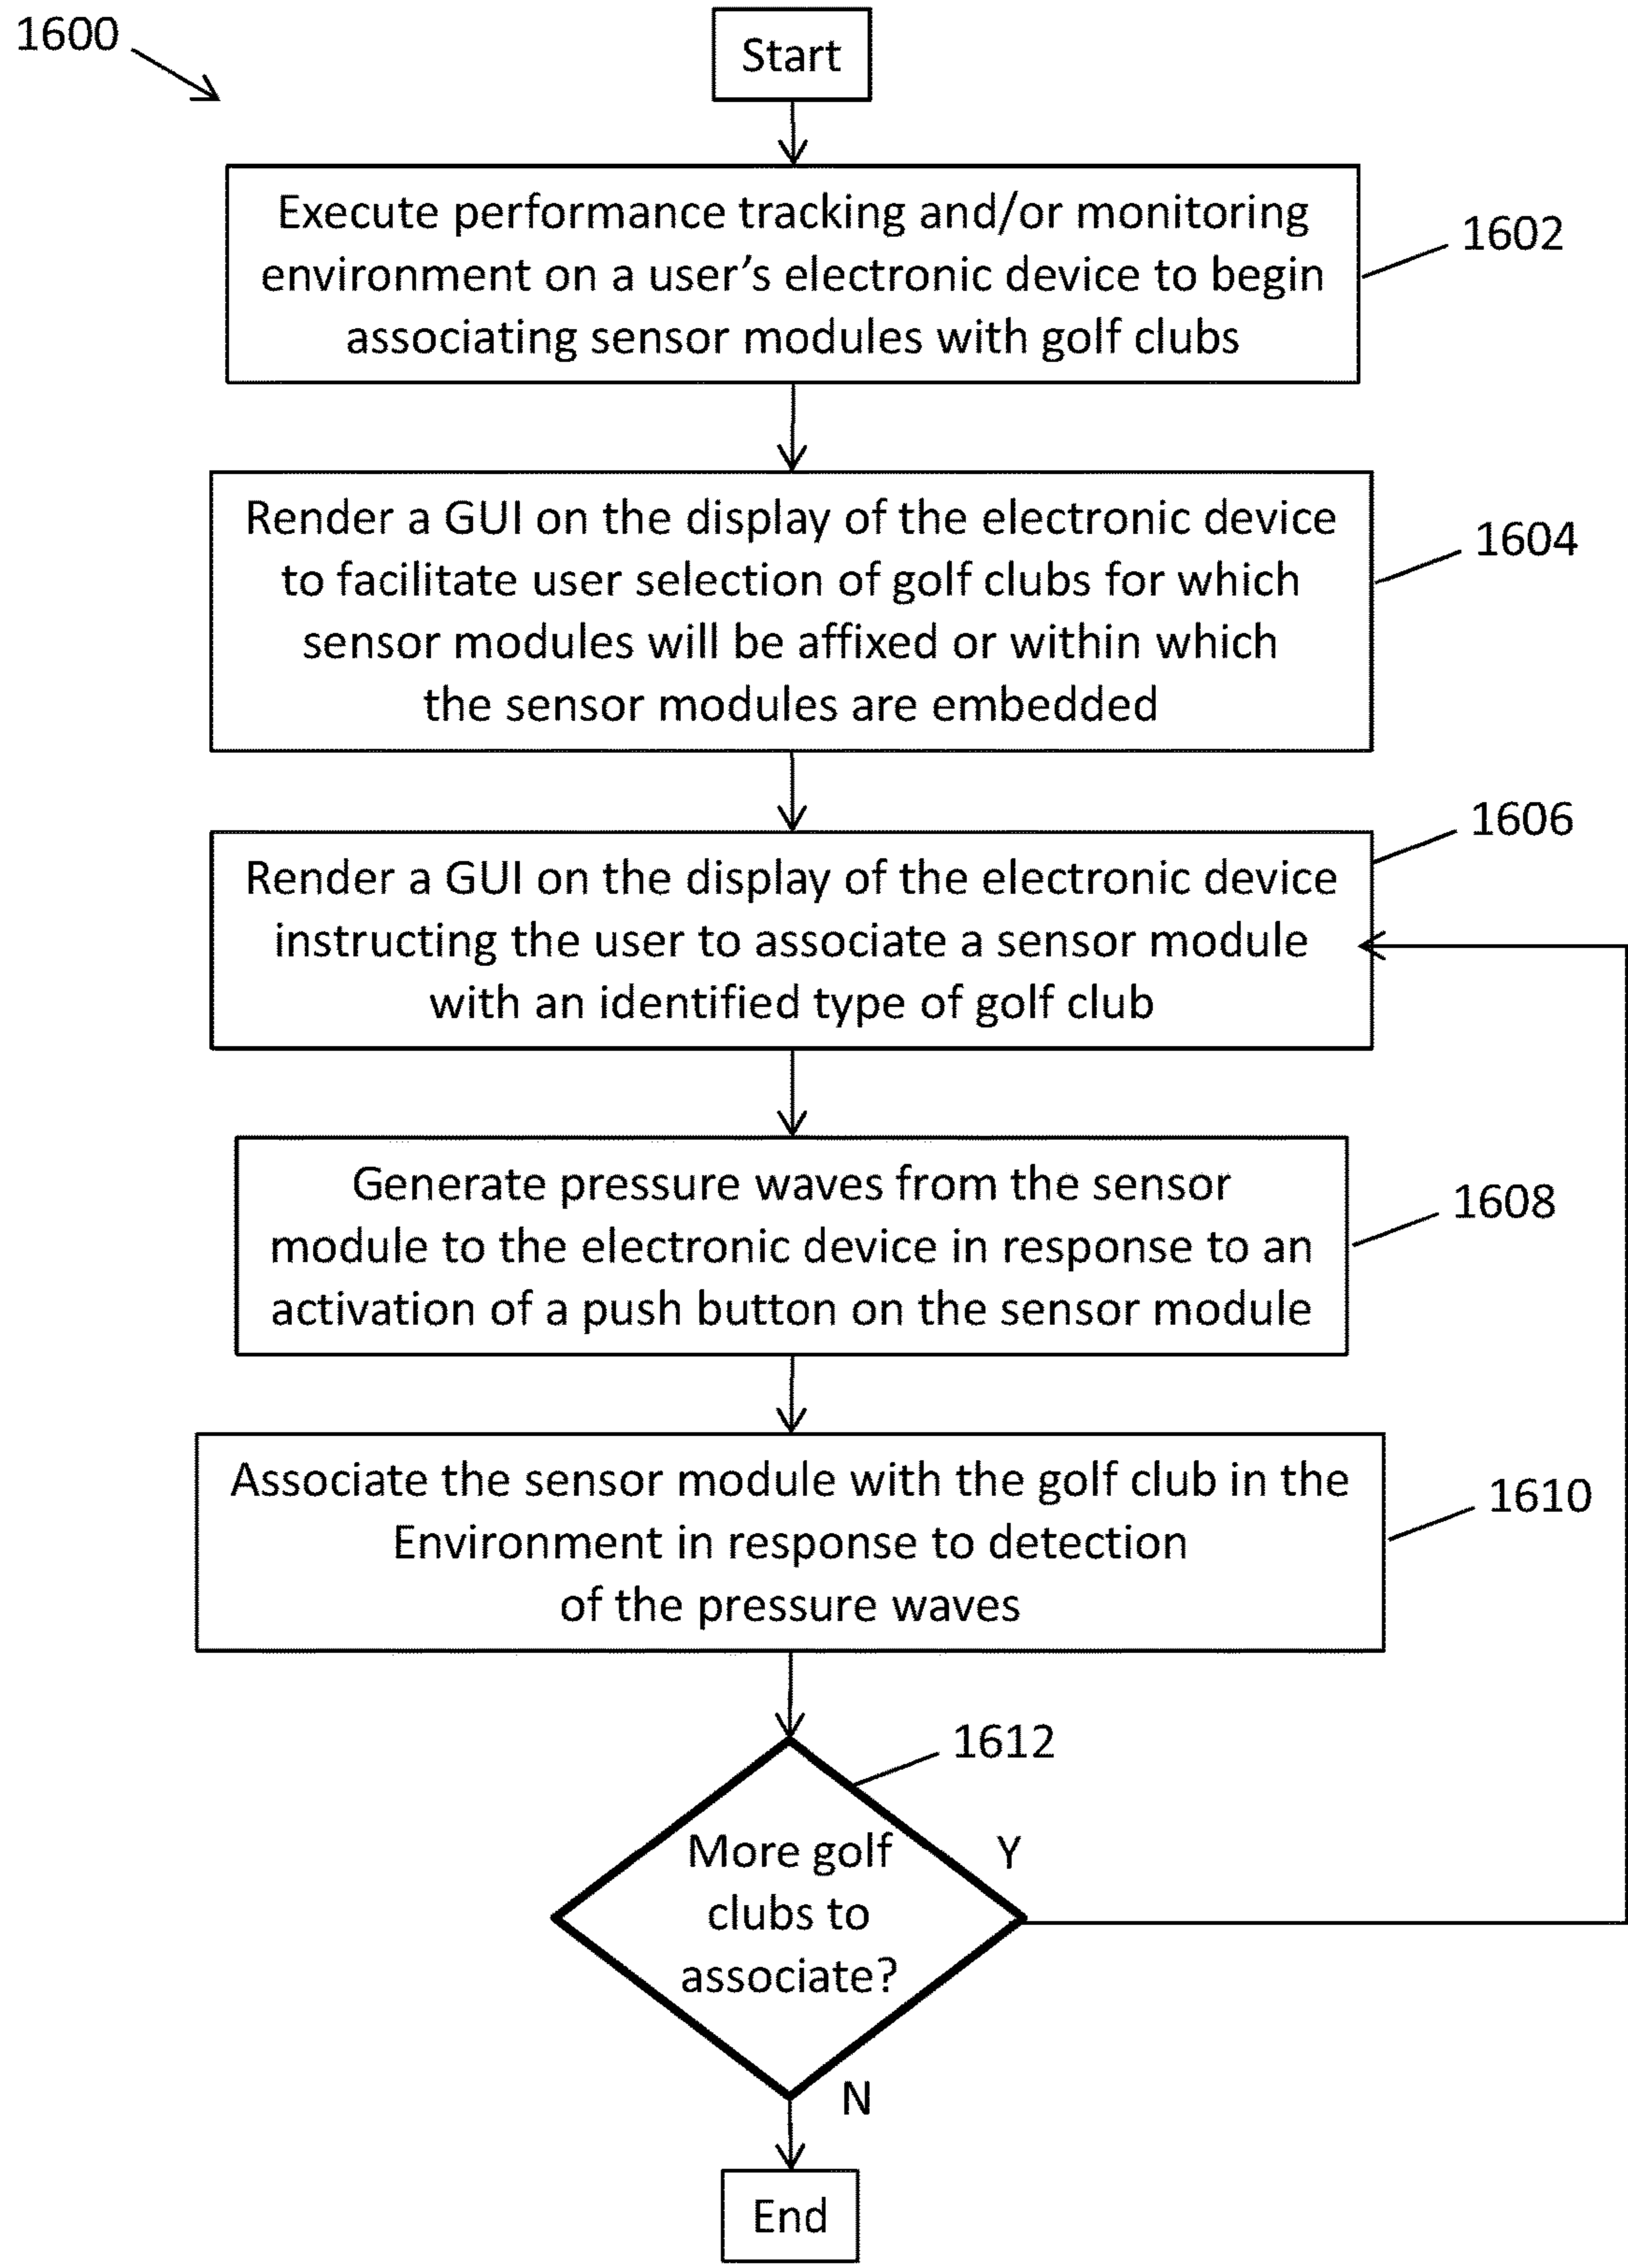 1600
Start
Execute performance tracking and/or monitoring
environment on a user's electronic device to begin
associating sensor modules with golf clubs
1602
Render a GUI on the display of the electronic device
to facilitate user selection of golf clubs for which
sensor modules will be affixed or within which
the sensor modules are embedded
1604
Render a GUI on the display of the electronic device
instructing the user to associate a sensor module
with an identified type of golf club
1606
Generate pressure waves from the sensor
module to the electronic device in response to an
activation of a push button on the sensor module
1608
Associate the sensor module with the golf club in the
Environment in response to detection
of the pressure waves
1610
1612
More golf
clubs to
associate?
Y
N
End